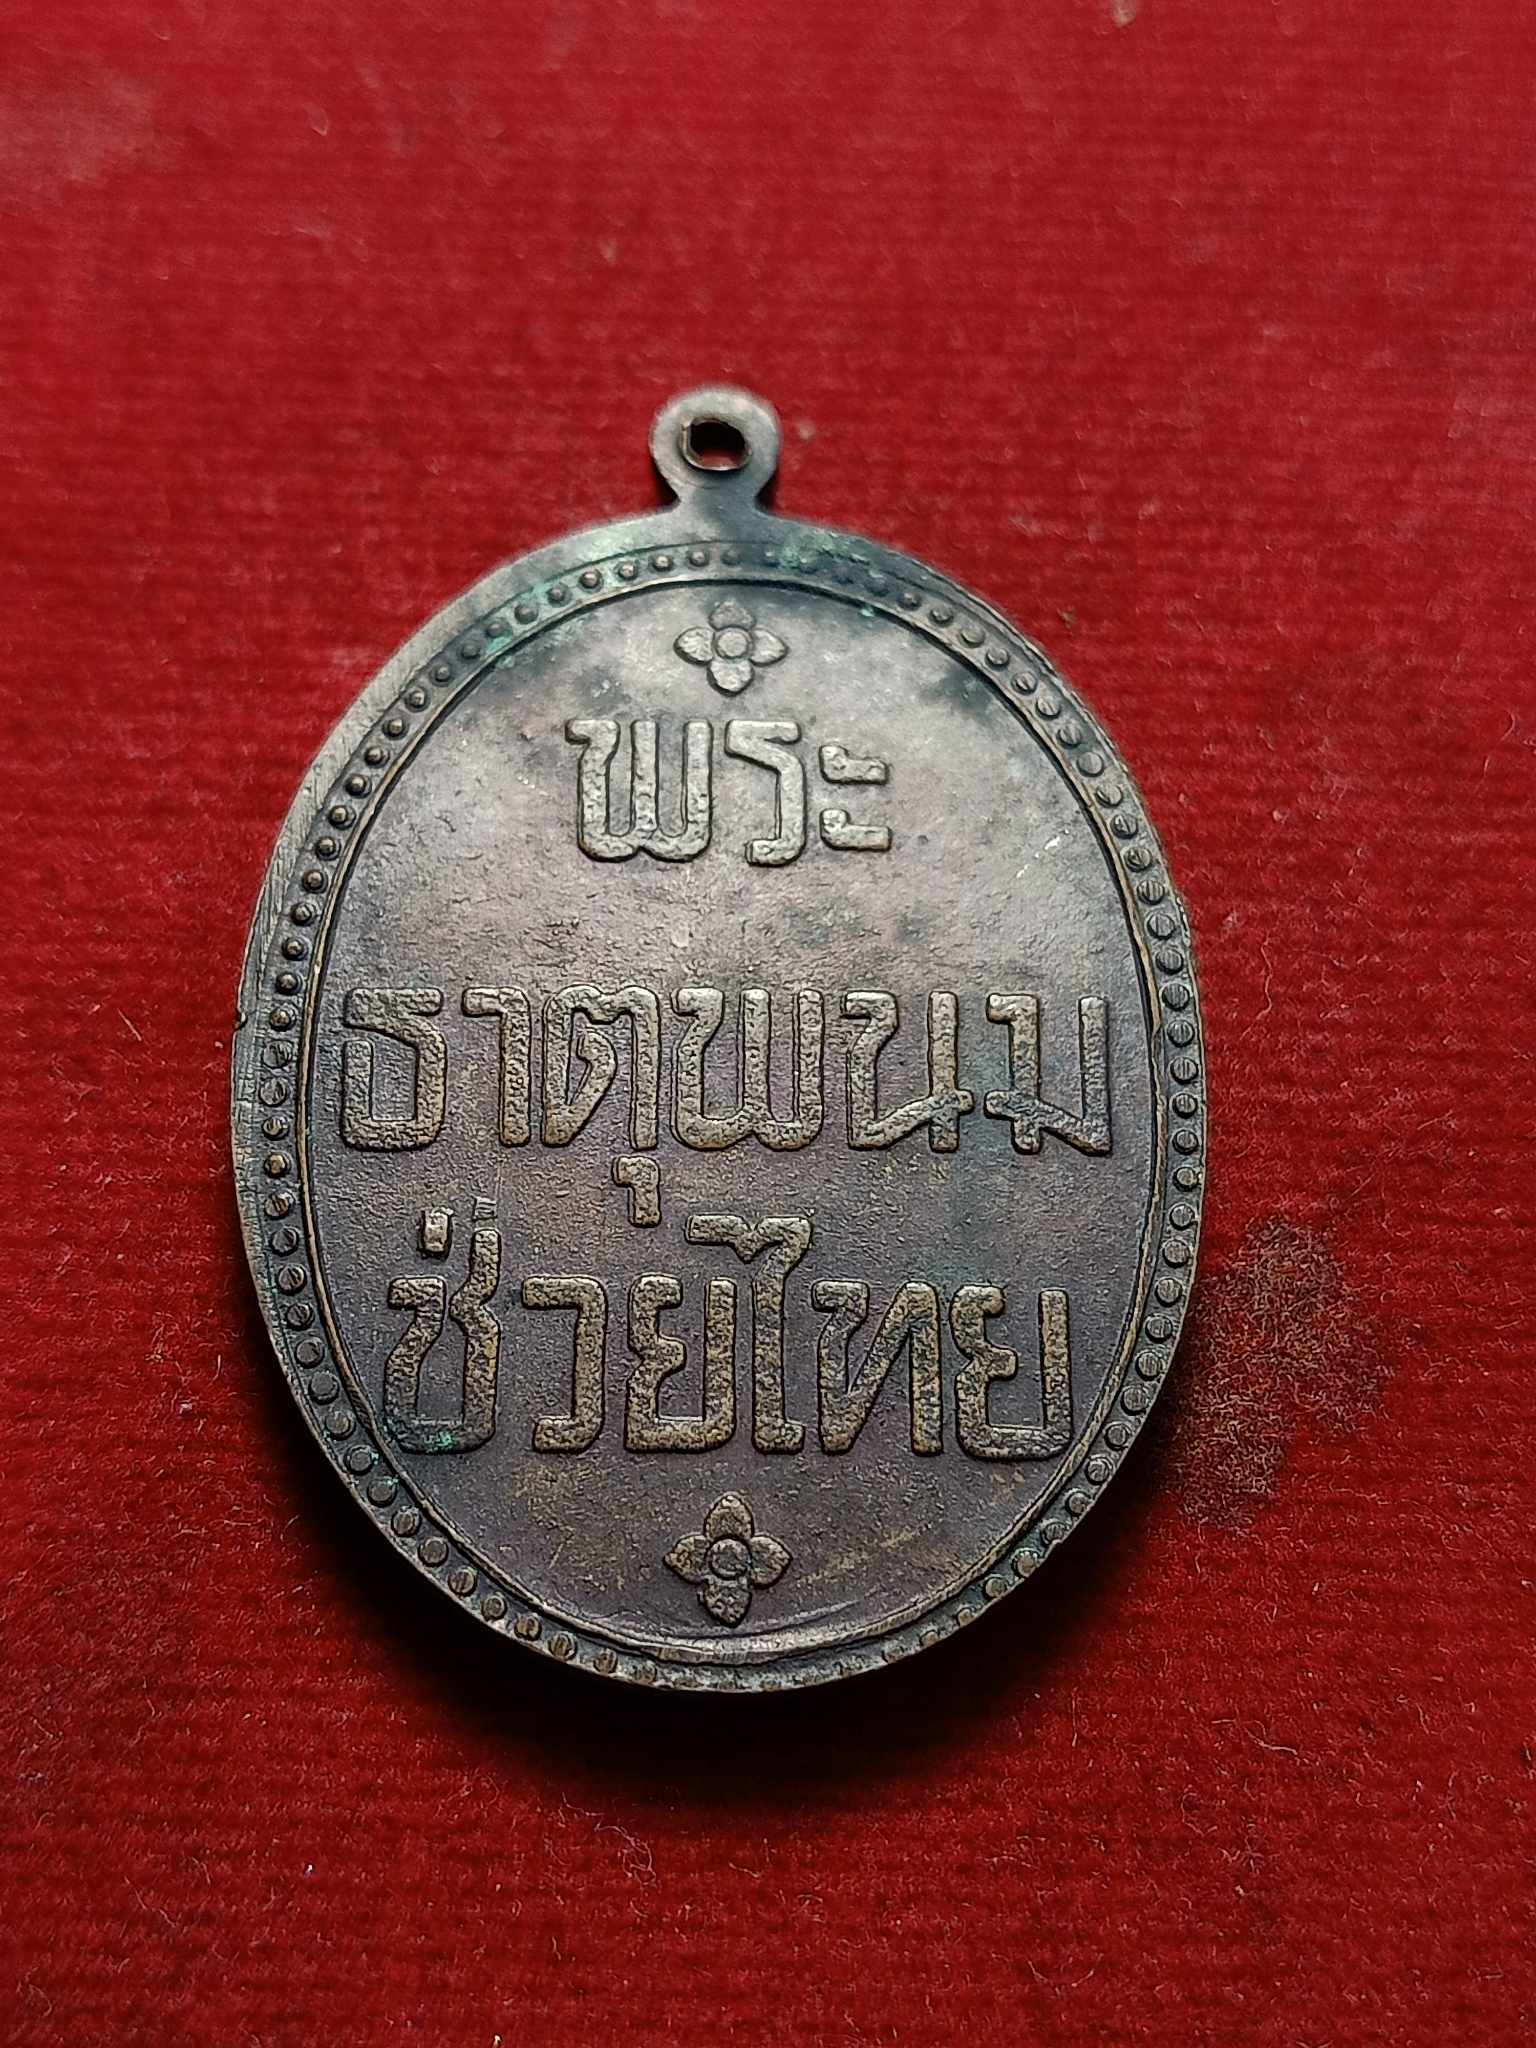 พระ
ธาตุพนม
ช่วยไทย